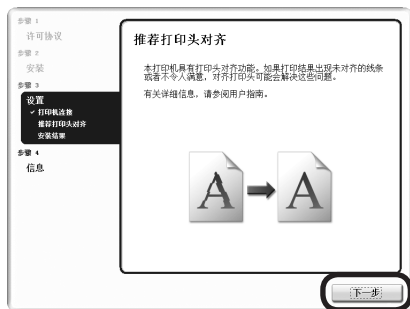 步骤 1
许可协议
步骤 2
安装
步骤 3
设置
✓ 打印机连接
推荐打印头对齐
安装结果
步骤 4
信息
推荐打印头对齐
本打印机具有打印头对齐功能。如果打印结果出现未对齐的线条
或者不令人满意，对齐打印头可能会解决这些问题。
有关详细信息，请参阅用户指南。
A A
下一步